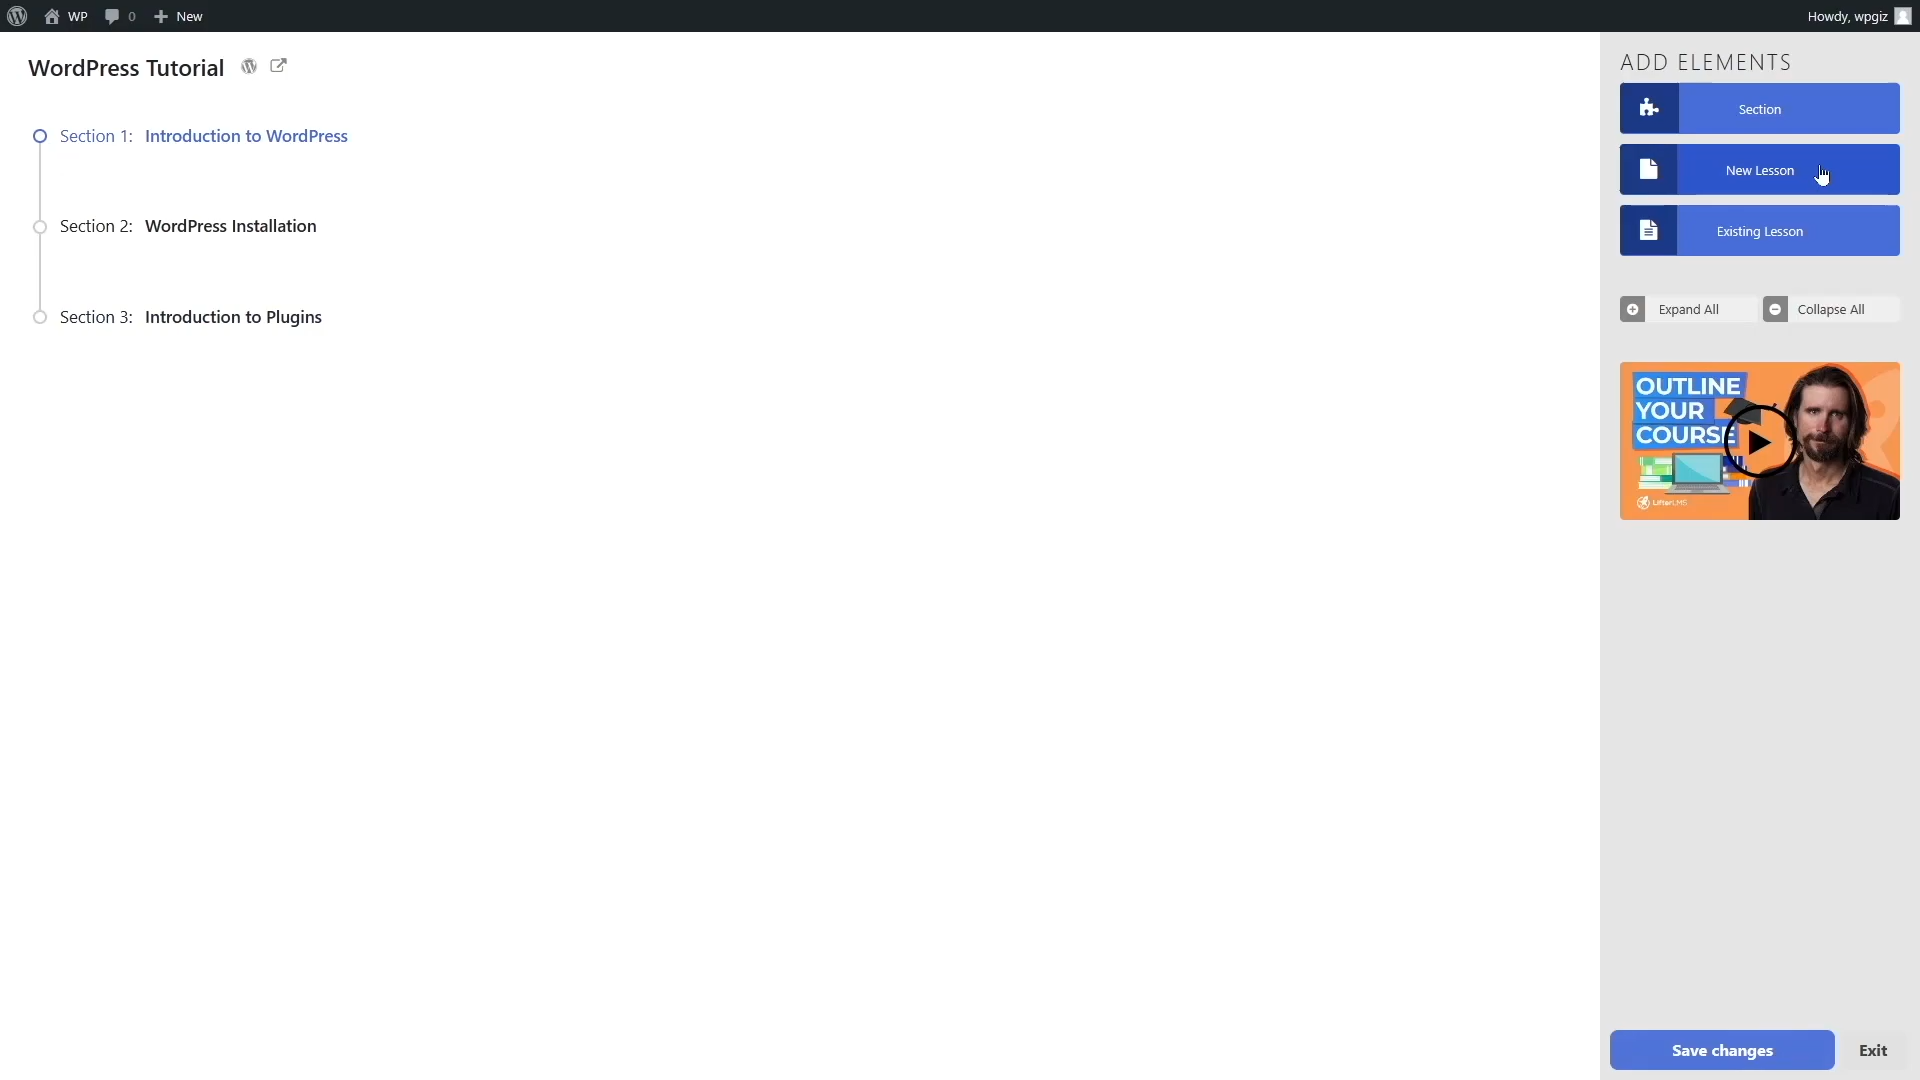 WP 0 New Howdy, wpgiz
WordPress Tutorial
Section 1: Introduction to WordPress
Section 2: WordPress Installation
Section 3: Introduction to Plugins
ADD ELEMENTS
Section
New Lesson
Existing Lesson
Expand All Collapse All
OUTLINE
YOUR
COURSE
LifterLMS
Save changes Exit